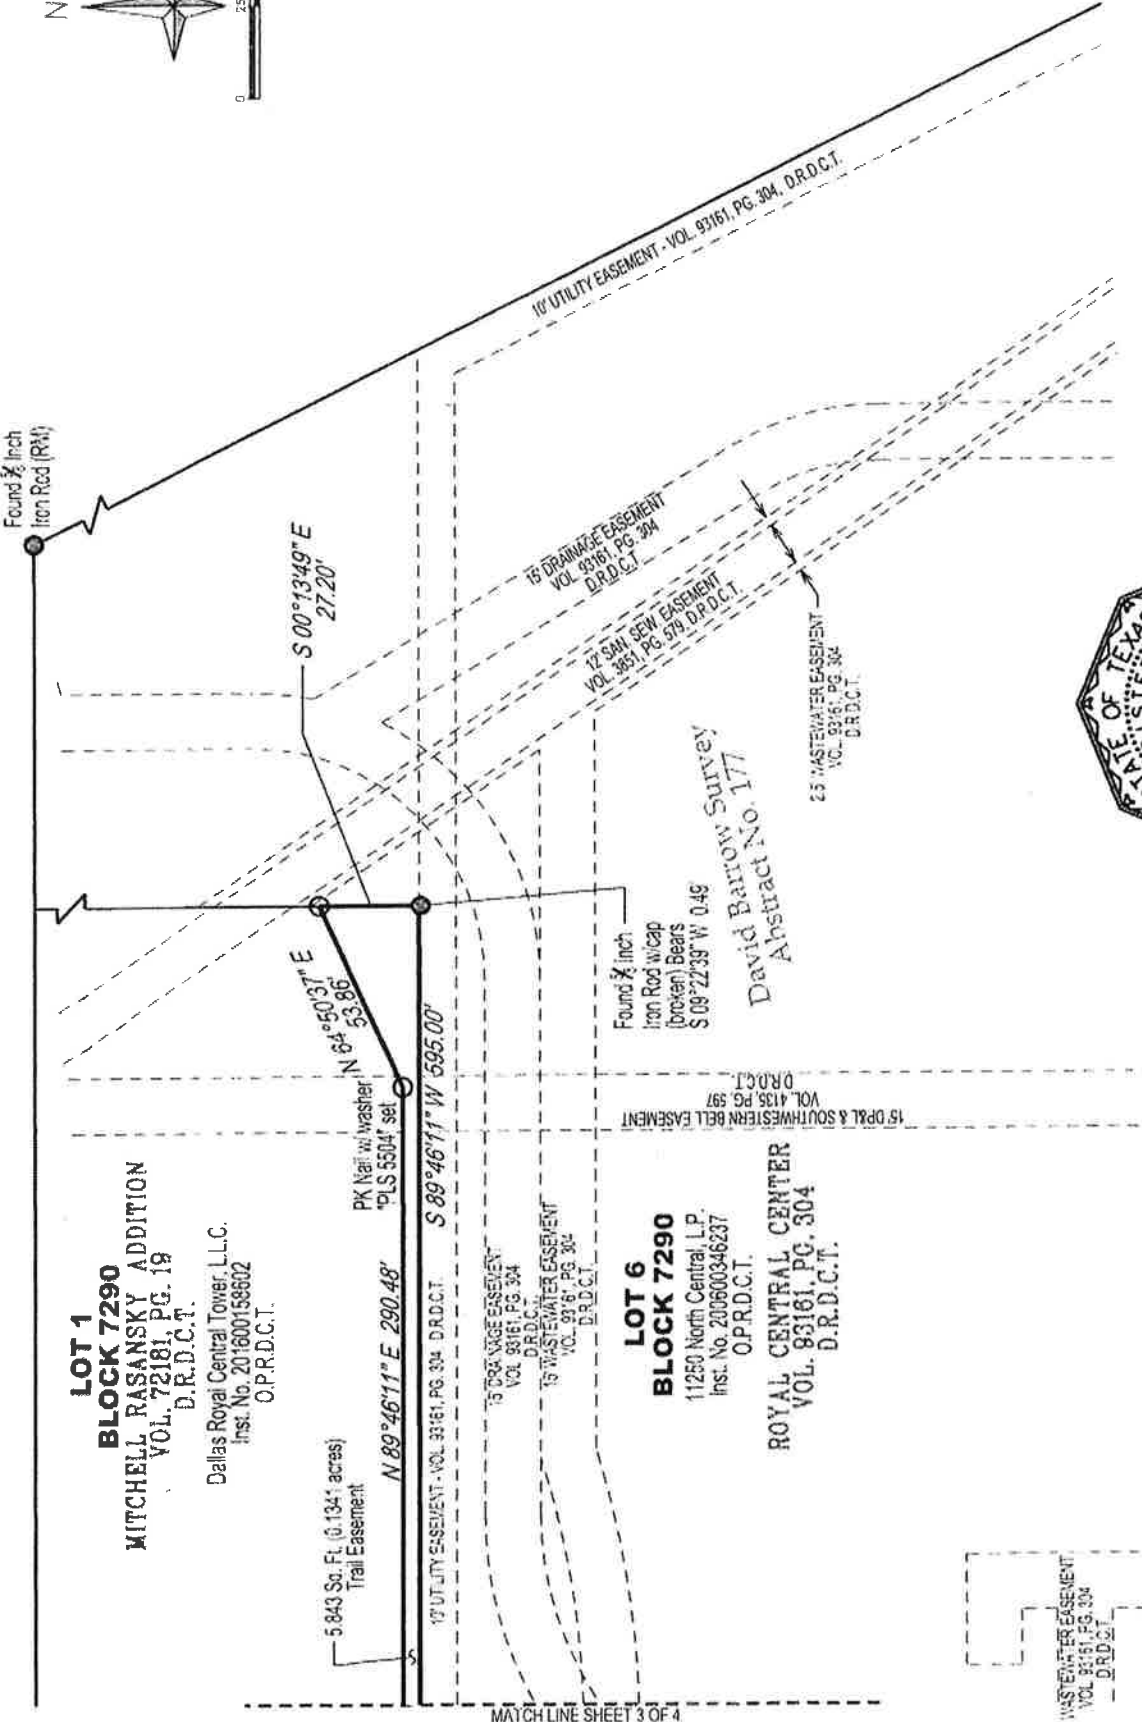 N
0
25
Found ⅝ Inch
Iron Rod (RM)
LOT 1
BLOCK 7290
MITCHELL RASANSKY ADDITION
VOL. 72181, PG. 19
D.R.D.C.T.
Dallas Royal Central Tower, L.L.C.
Inst. No. 201600158602
O.P.R.D.C.T.
5,843 Sq. Ft. (0.1341 acres)
Trail Easement
N 89°46'11" E 290.48'
PK Nail w/ washer
"PLS 5504" set
N 64°50'37" E
53.86'
S 00°13'49" E
27.20'
S 89°46'11" W 695.00'
10' UTILITY EASEMENT - VOL. 93161, PG. 304 D.R.D.C.T.
10' UTILITY EASEMENT - VOL. 93161, PG. 304, D.R.D.C.T.
15' DRAINAGE EASEMENT
VOL. 93161, PG. 304
D.R.D.C.T.
15' WASTEWATER EASEMENT
VOL. 93161, PG. 304
D.R.D.C.T.
15' DRAINAGE EASEMENT
VOL. 93161, PG. 304
D.R.D.C.T.
12' SAN. SEW. EASEMENT
VOL. 3851, PG. 579, D.R.D.C.T.
Found ⅝ Inch
Iron Rod w/cap
(broken) Bears
S 09°22'39" W 0.49'
David Barrow Survey
Abstract No. 177
VOL. 93161, PG. 304
D.R.D.C.T.
15' DP&L & SOUTHWESTERN BELL EASEMENT
VOL. 4135, PG. 597
D.R.D.C.T.
LOT 6
BLOCK 7290
11250 North Central, L.P.
Inst. No. 200600346237
O.P.R.D.C.T.
ROYAL CENTRAL CENTER
VOL. 93161, PG. 304
D.R.D.C.T.
WASTEWATER EASEMENT
VOL. 93161, PG. 304
D.R.D.C.T.
MATCH LINE SHEET 3 OF 4
STATE OF TEXAS